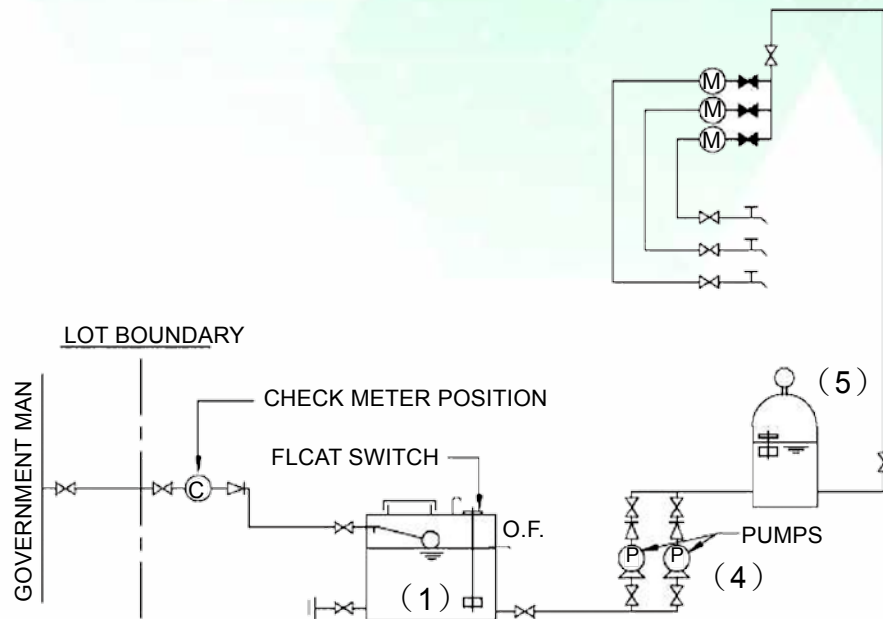 M
M
M
LOT BOUNDARY
GOVERNMENT MAN
CHECK METER POSITION
C
FLCAT SWITCH
O.F.
（1）
（5）
P
P
PUMPS
（4）